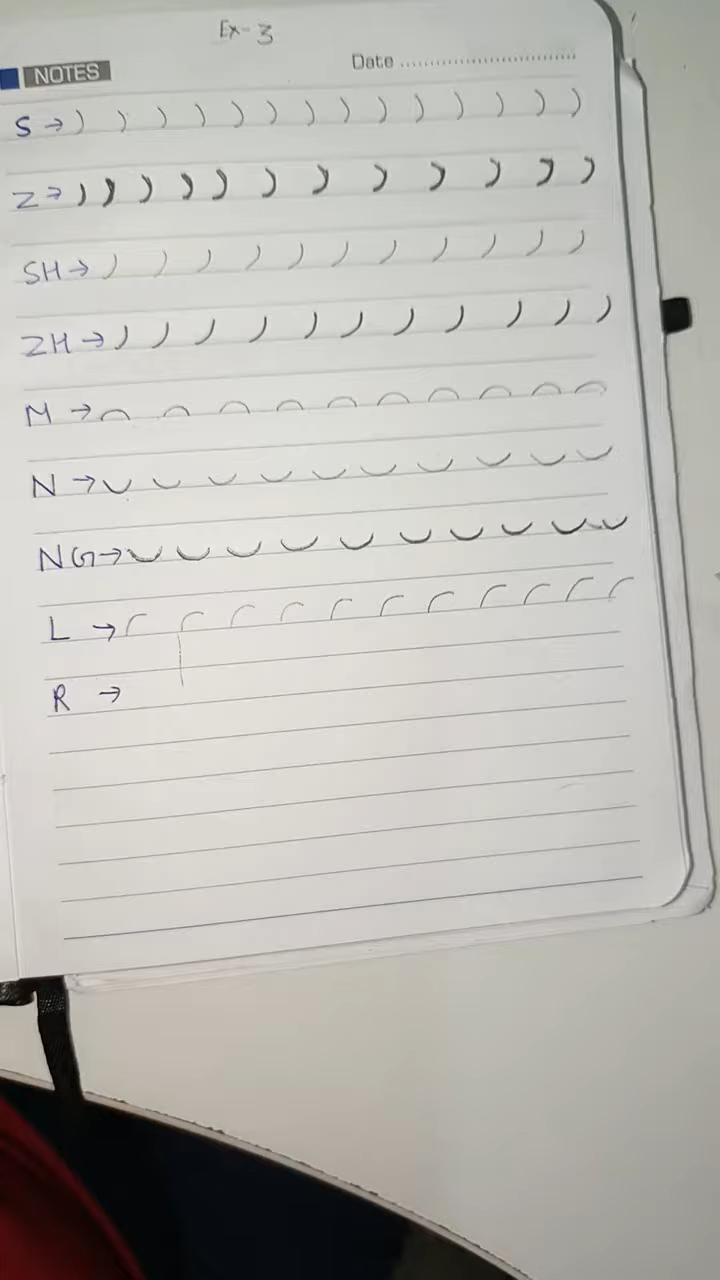 Ex-3
NOTES
Date ..............................
S → ) ) ) ) ) ) ) ) ) ) ) ) ) )
Z → ) ) ) ) ) ) ) ) ) ) ) )
SH → ) ) ) ) ) ) ) ) ) ) )
ZH → ) ) ) ) ) ) ) ) ) ) )
M → ⌒ ⌒ ⌒ ⌒ ⌒ ⌒ ⌒ ⌒ ⌒ ⌒
N → ⌣ ⌣ ⌣ ⌣ ⌣ ⌣ ⌣ ⌣ ⌣ ⌣
NG → ⌣ ⌣ ⌣ ⌣ ⌣ ⌣ ⌣ ⌣ ⌣ ⌣
L → ╭ ╭ ╭ ╭ ╭ ╭ ╭ ╭ ╭ ╭ ╭
R →